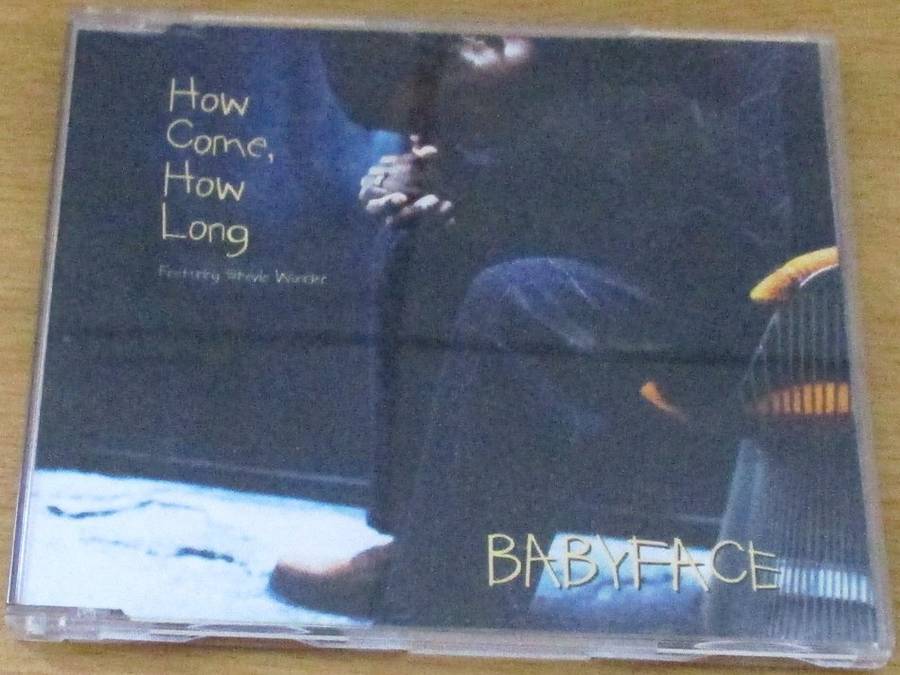 How
Come,
How
Long
Featuring Stevie Wonder
BABYFACE